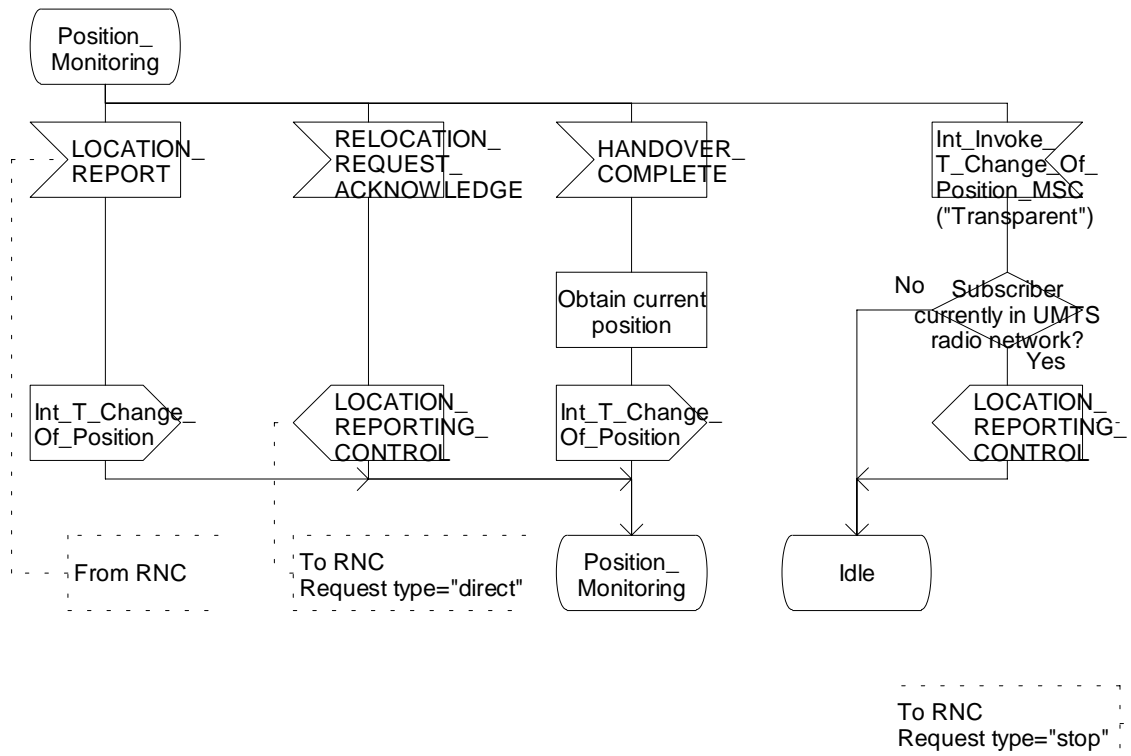 Position_
Monitoring
LOCATION_
REPORT
RELOCATION_
REQUEST_
ACKNOWLEDGE
HANDOVER_
COMPLETE
Int_Invoke_
T_Change_Of_
Position_MSC
("Transparent")
Obtain current
position
No
Subscriber
currently in UMTS
radio network?
Yes
Int_T_Change_
Of_Position
LOCATION_
REPORTING_
CONTROL
Int_T_Change_
Of_Position
LOCATION_
REPORTING_
CONTROL
From RNC
To RNC
Request type="direct"
Position_
Monitoring
Idle
To RNC
Request type="stop"